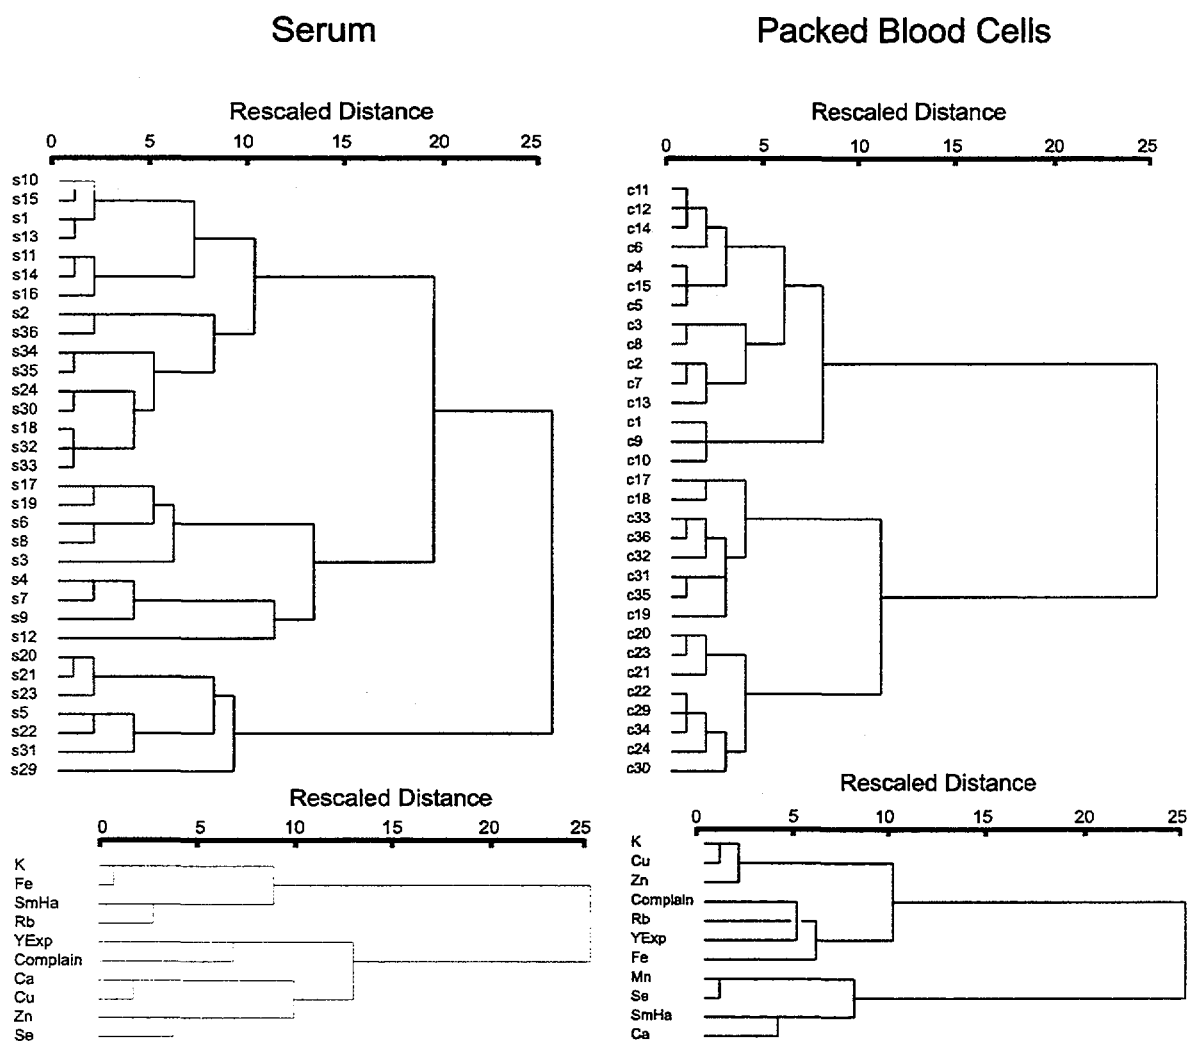 Serum
Packed Blood Cells
Rescaled Distance
0 5 10 15 20 25
s10
s15
s1
s13
s11
s14
s16
s2
s36
s34
s35
s24
s30
s18
s32
s33
s17
s19
s6
s8
s3
s4
s7
s9
s12
s20
s21
s23
s5
s22
s31
s29
Rescaled Distance
0 5 10 15 20 25
c11
c12
c14
c6
c4
c15
c5
c3
c8
c2
c7
c13
c1
c9
c10
c17
c18
c33
c36
c32
c31
c35
c19
c20
c23
c21
c22
c29
c34
c24
c30
Rescaled Distance
0 5 10 15 20 25
K
Fe
SmHa
Rb
YExp
Complain
Ca
Cu
Zn
Se
Rescaled Distance
0 5 10 15 20 25
K
Cu
Zn
Complain
Rb
YExp
Fe
Mn
Se
SmHa
Ca